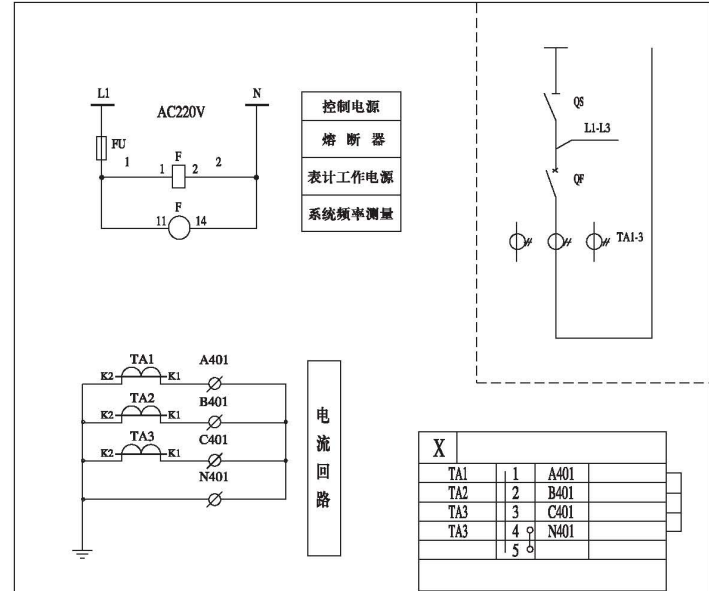 L1
N
AC220V
FU
1
F
1
2
2
F
11
14
控制电源
熔断器
表计工作电源
系统频率测量
QS
L1-L3
QF
TA1-3
TA1
A401
K2
K1
TA2
B401
K2
K1
TA3
C401
K2
K1
N401
电流回路
X
TA1 1 A401
TA2 2 B401
TA3 3 C401
TA3 4 N401
5